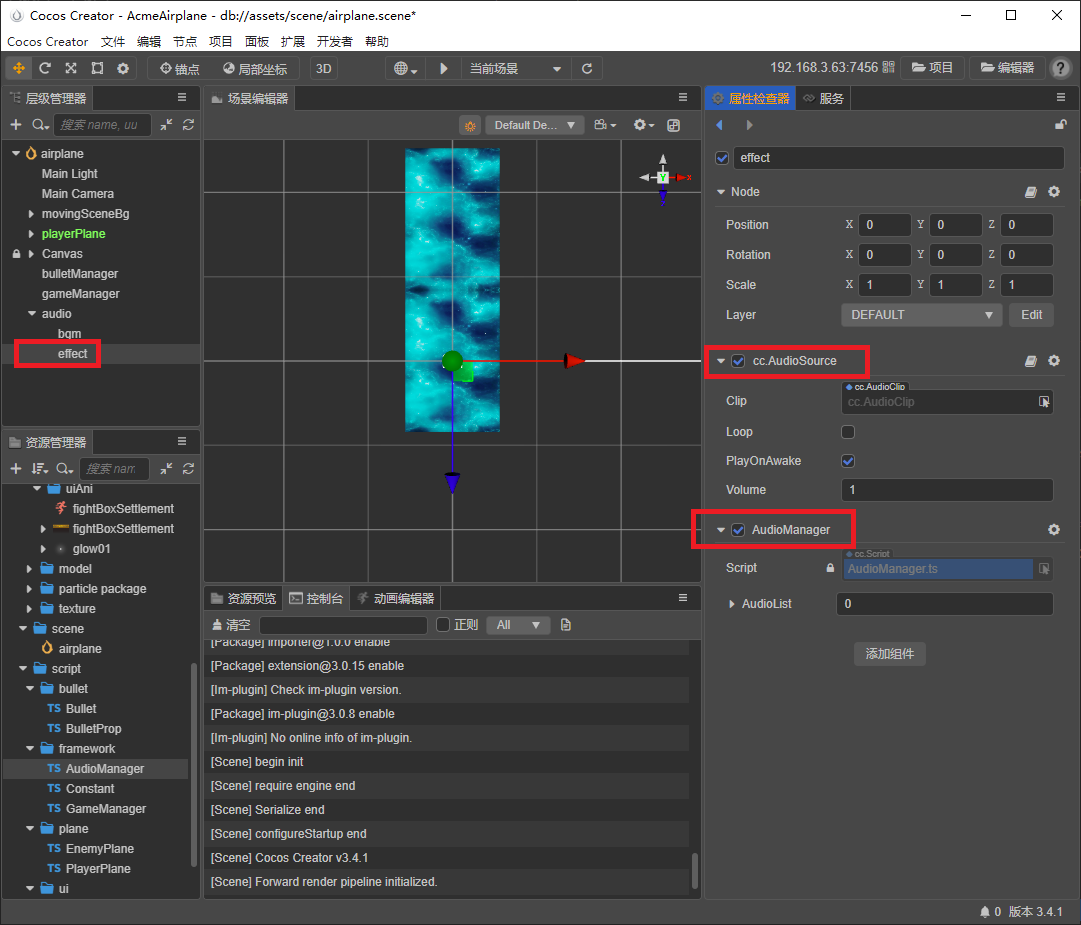 Cocos Creator - AcmeAirplane - db://assets/scene/airplane.scene*
Cocos Creator 文件 编辑 节点 项目 面板 扩展 开发者 帮助
锚点 局部坐标 3D 当前场景 192.168.3.63:7456 项目 编辑器 ?
层级管理器
搜索 name, uu
airplane
Main Light
Main Camera
movingSceneBg
playerPlane
Canvas
bulletManager
gameManager
audio
bgm
effect
资源管理器
搜索 nam
uiAni
fightBoxSettlement
fightBoxSettlement
glow01
model
particle package
texture
scene
airplane
script
bullet
TS Bullet
TS BulletProp
framework
TS AudioManager
TS Constant
TS GameManager
plane
TS EnemyPlane
TS PlayerPlane
ui
场景编辑器
Default De...
Y X
资源预览 控制台 动画编辑器
清空 正则 All
[Package] importer@1.0.0 enable
[Package] extension@3.0.15 enable
[Im-plugin] Check im-plugin version.
[Package] im-plugin@3.0.8 enable
[Im-plugin] No online info of im-plugin.
[Scene] begin init
[Scene] require engine end
[Scene] Serialize end
[Scene] configureStartup end
[Scene] Cocos Creator v3.4.1
[Scene] Forward render pipeline initialized.
属性检查器 服务
effect
Node
Position X 0 Y 0 Z 0
Rotation X 0 Y 0 Z 0
Scale X 1 Y 1 Z 1
Layer DEFAULT Edit
cc.AudioSource
cc.AudioClip
Clip cc.AudioClip
Loop
PlayOnAwake
Volume 1
AudioManager
cc.Script
Script AudioManager.ts
AudioList 0
添加组件
0 版本 3.4.1